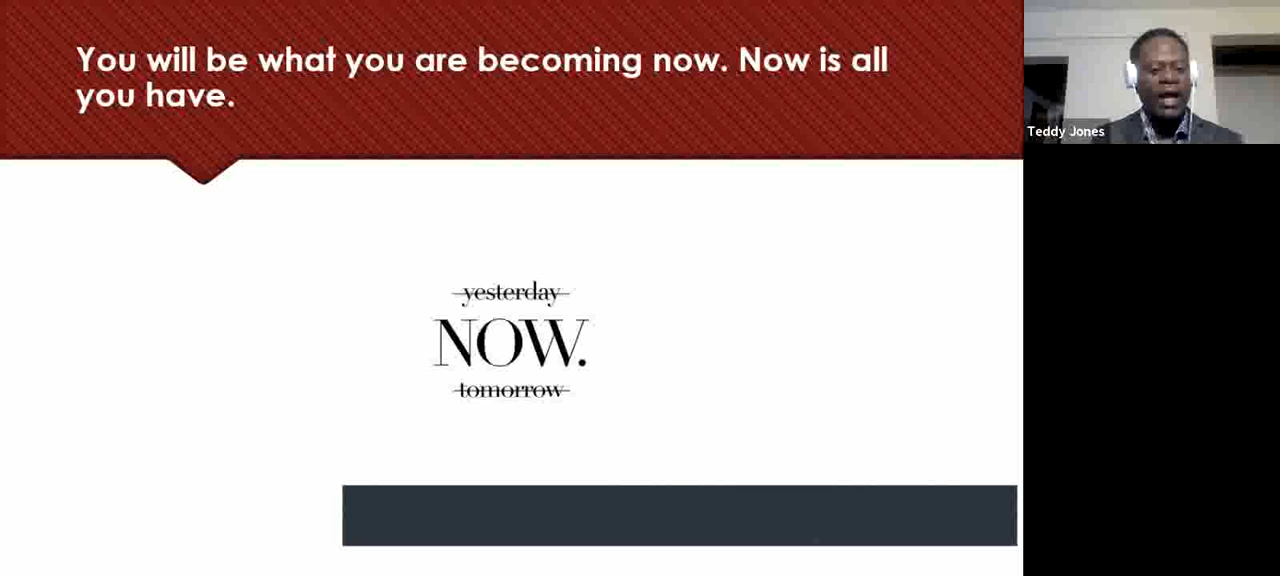 You will be what you are becoming now. Now is all
you have.
Teddy Jones
yesterday
NOW.
tomorrow